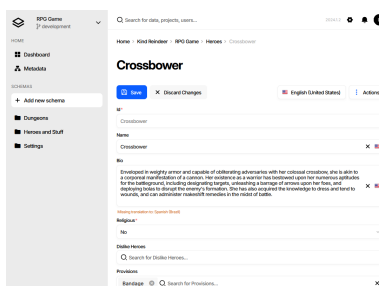 RPG Game
development
Search for data, projects, users...
HOME
Dashboard
Metadata
SCHEMAS
Add new schema
Dungeons
Heroes and Stuff
Settings
Home › Kind Reindeer › RPG Game › Heroes › Crossbower
Crossbower
Save
Discard Changes
English (United States)
Actions
Id*
Crossbower
Name
Crossbower
Bio
Enveloped in weighty armor and capable of obliterating adversaries with her colossal crossbow, she is akin to
a corporeal manifestation of a cannon. Her existence as a warrior has bestowed upon her numerous aptitudes
for the battleground, including designating targets, unleashing a barrage of arrows upon her foes, and
deploying bolas to disrupt the enemy's formation. She has also acquired the knowledge to dress and tend to
wounds, and can administer makeshift remedies in the midst of battle.
Missing translation to: Spanish (Brazil)
Religious*
No
Dislike Heroes
Search for Dislike Heroes...
Provisions
Bandage
Search for Provisions...